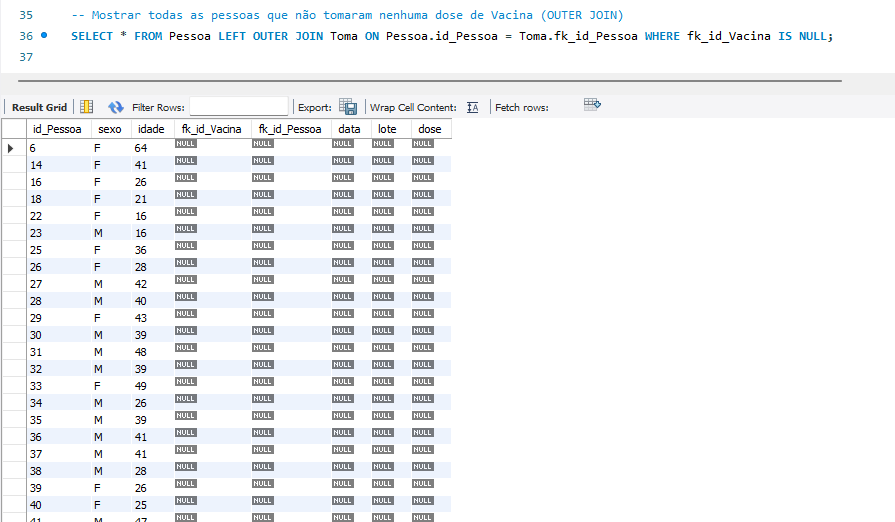 35 -- Mostrar todas as pessoas que não tomaram nenhuma dose de Vacina (OUTER JOIN)
36 SELECT * FROM Pessoa LEFT OUTER JOIN Toma ON Pessoa.id_Pessoa = Toma.fk_id_Pessoa WHERE fk_id_Vacina IS NULL;
37
Result Grid Filter Rows: Export: Wrap Cell Content: Fetch rows:
id_Pessoa sexo idade fk_id_Vacina fk_id_Pessoa data lote dose
6 F 64 NULL NULL NULL NULL NULL
14 F 41 NULL NULL NULL NULL NULL
16 F 26 NULL NULL NULL NULL NULL
18 F 21 NULL NULL NULL NULL NULL
22 F 16 NULL NULL NULL NULL NULL
23 M 16 NULL NULL NULL NULL NULL
25 F 36 NULL NULL NULL NULL NULL
26 F 28 NULL NULL NULL NULL NULL
27 M 42 NULL NULL NULL NULL NULL
28 M 40 NULL NULL NULL NULL NULL
29 F 43 NULL NULL NULL NULL NULL
30 M 39 NULL NULL NULL NULL NULL
31 M 48 NULL NULL NULL NULL NULL
32 M 39 NULL NULL NULL NULL NULL
33 F 49 NULL NULL NULL NULL NULL
34 M 26 NULL NULL NULL NULL NULL
35 M 39 NULL NULL NULL NULL NULL
36 M 41 NULL NULL NULL NULL NULL
37 M 41 NULL NULL NULL NULL NULL
38 M 28 NULL NULL NULL NULL NULL
39 F 26 NULL NULL NULL NULL NULL
40 F 25 NULL NULL NULL NULL NULL
41 M 47 NULL NULL NULL NULL NULL